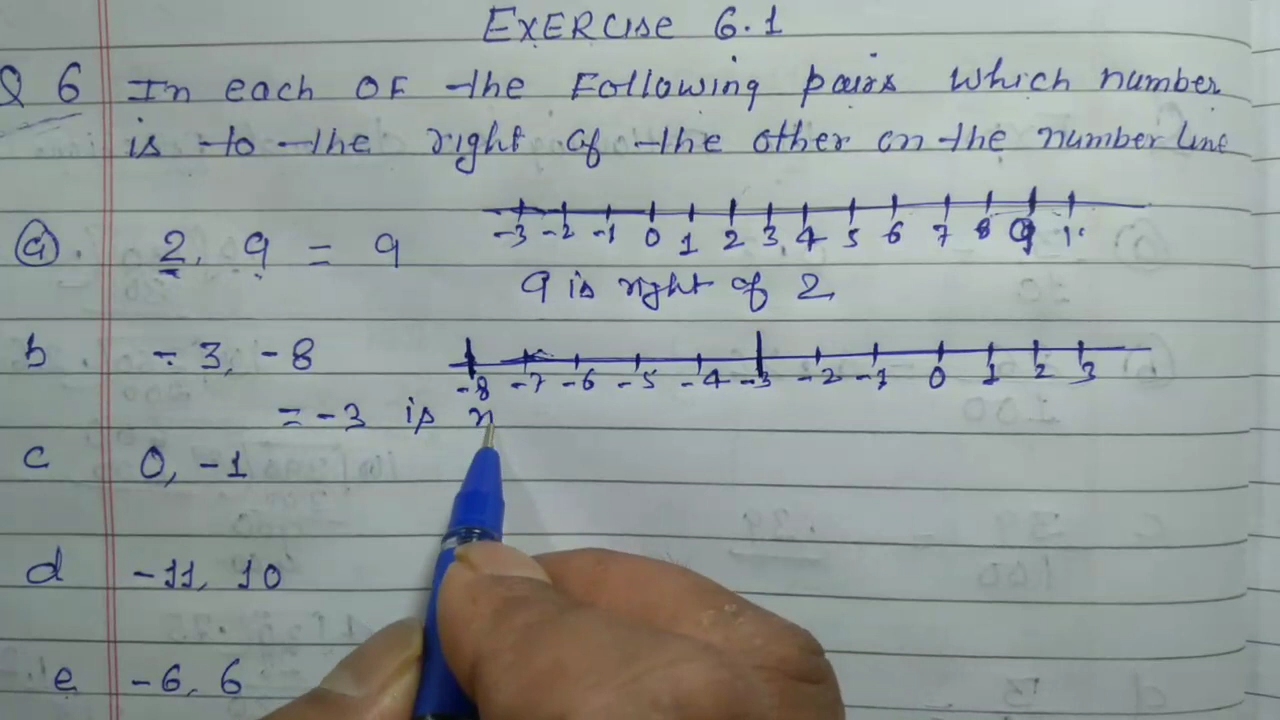 EXERCISE 6.1
Q 6 In each of the Following pairs which number
is to the right of the other on the number line
-3 -2 -1 0 1 2 3 4 5 6 7 8 9
a. 2, 9 = 9
9 is right of 2
b - 3, -8
-8 -7 -6 -5 -4 -3 -2 -1 0 1 2 3
= -3 is r
c 0, -1
d -11, 10
e -6, 6